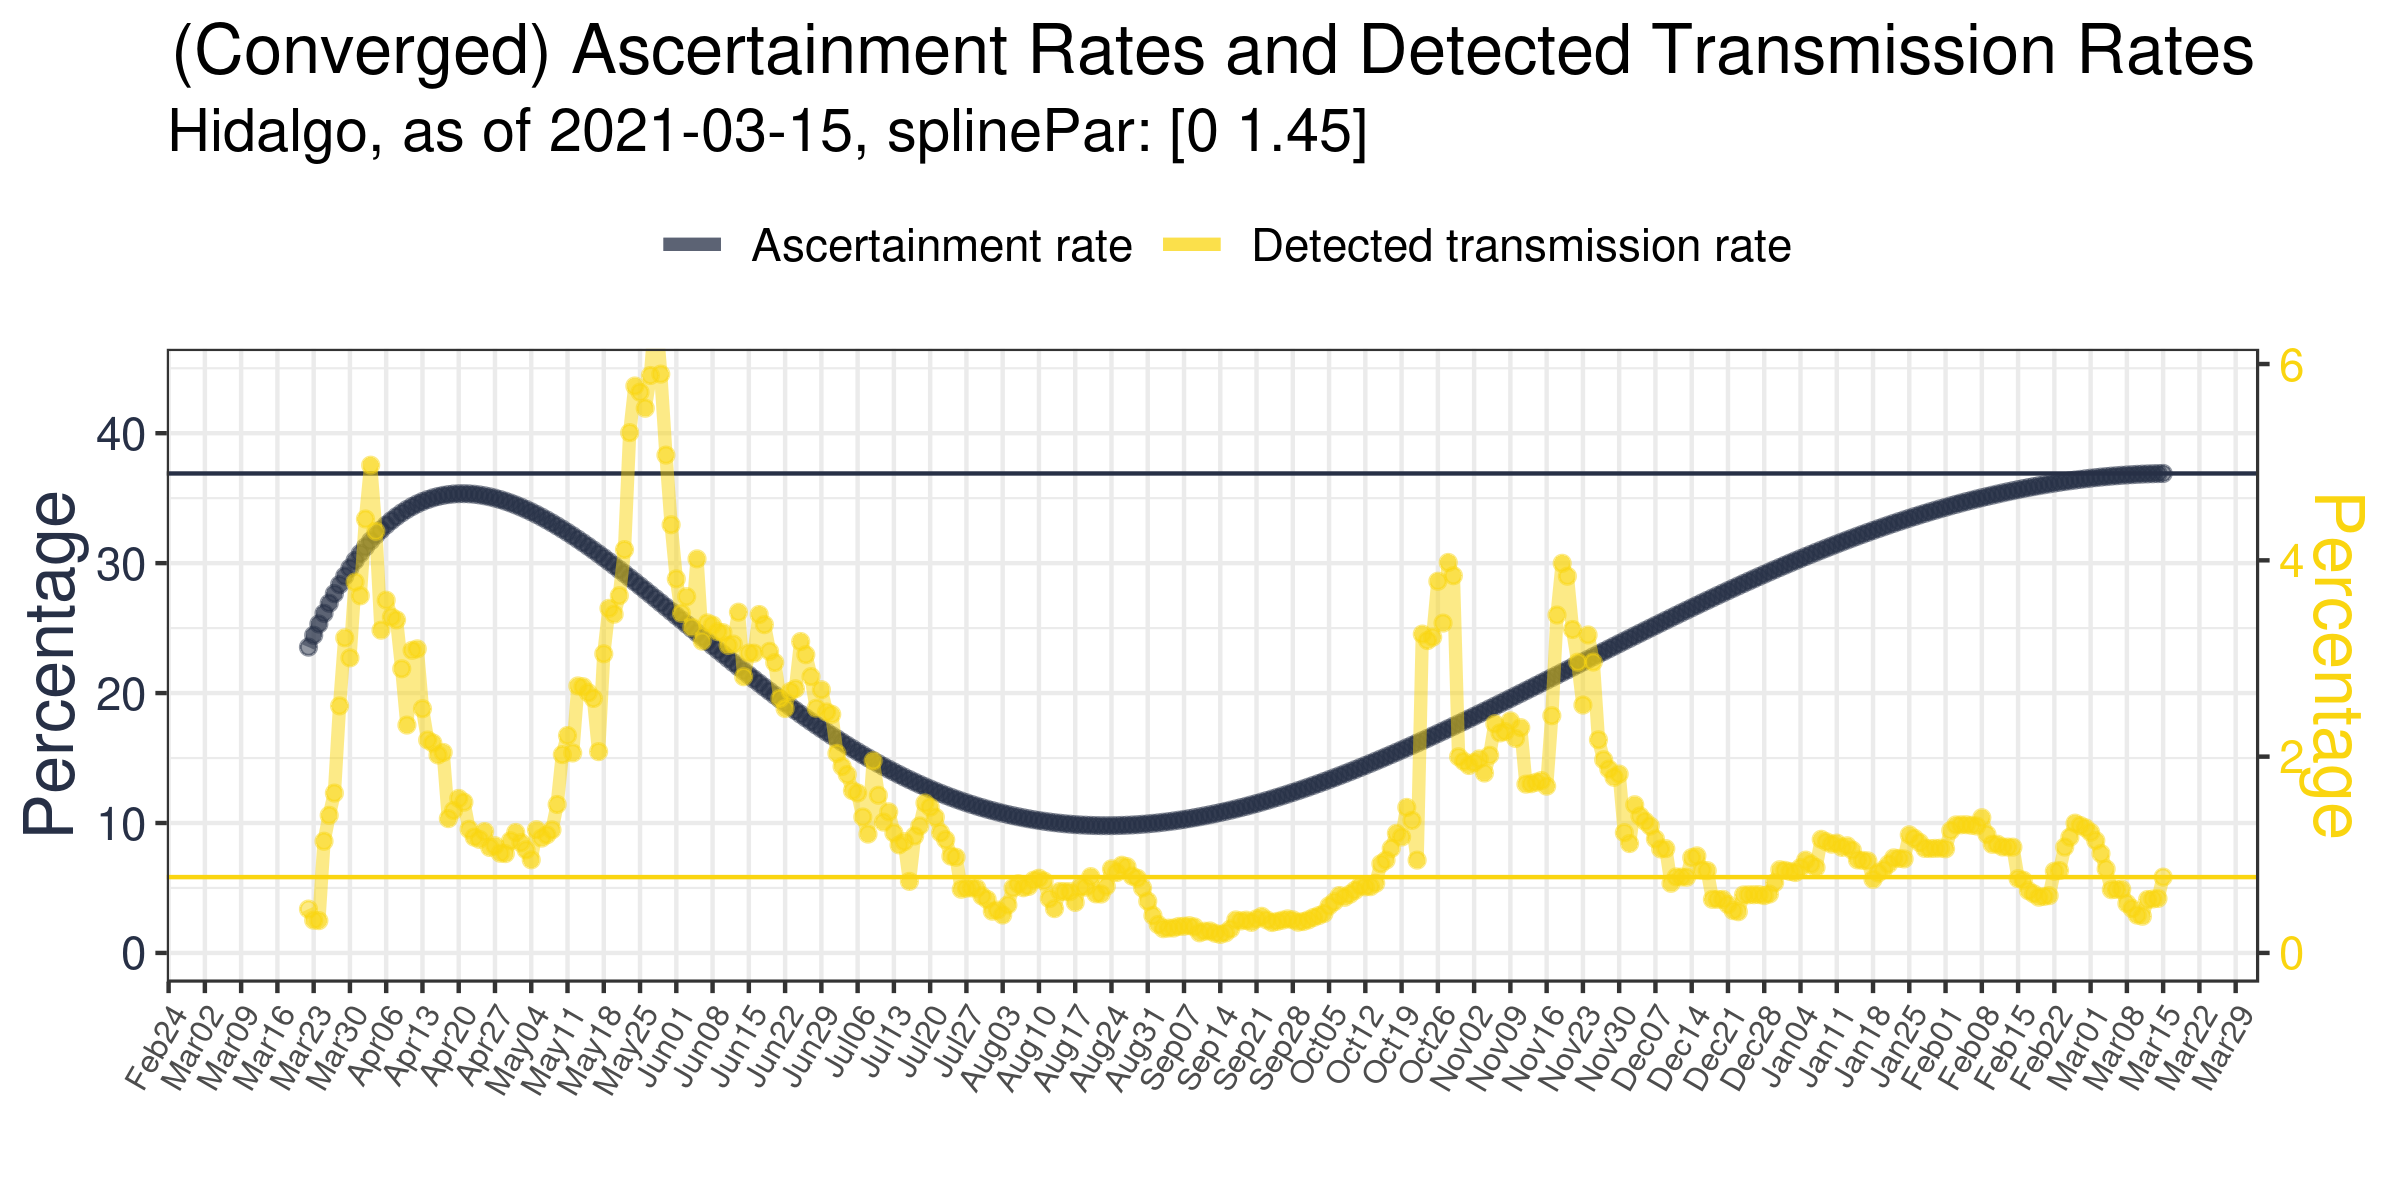 (Converged) Ascertainment Rates and Detected Transmission Rates
Hidalgo, as of 2021-03-15, splinePar: [0 1.45]
Ascertainment rate Detected transmission rate
Percentage
40
30
20
10
0
6
4
2
0
Percentage
Feb24 Mar02 Mar09 Mar16 Mar23 Mar30 Apr06 Apr13 Apr20 Apr27 May04 May11 May18 May25 Jun01 Jun08 Jun15 Jun22 Jun29 Jul06 Jul13 Jul20 Jul27 Aug03 Aug10 Aug17 Aug24 Aug31 Sep07 Sep14 Sep21 Sep28 Oct05 Oct12 Oct19 Oct26 Nov02 Nov09 Nov16 Nov23 Nov30 Dec07 Dec14 Dec21 Dec28 Jan04 Jan11 Jan18 Jan25 Feb01 Feb08 Feb15 Feb22 Mar01 Mar08 Mar15 Mar22 Mar29